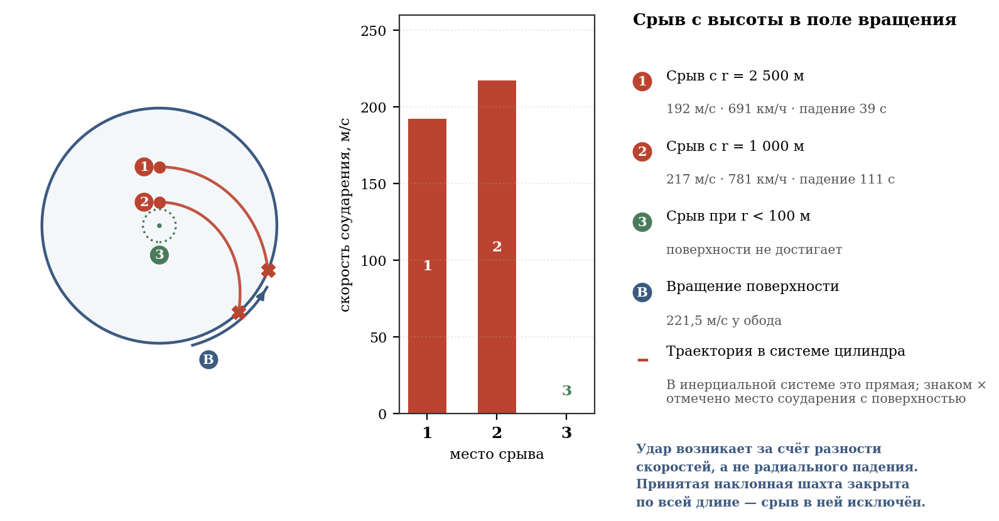 1
2
3
В
250
200
150
100
50
0
скорость соударения, м/с
1
2
3
1
2
3
место срыва
Срыв с высоты в поле вращения
1
Срыв с r = 2 500 м
192 м/с · 691 км/ч · падение 39 с
2
Срыв с r = 1 000 м
217 м/с · 781 км/ч · падение 111 с
3
Срыв при r < 100 м
поверхности не достигает
В
Вращение поверхности
221,5 м/с у обода
Траектория в системе цилиндра
В инерциальной системе это прямая; знаком ×
отмечено место соударения с поверхностью
Удар возникает за счёт разности
скоростей, а не радиального падения.
Принятая наклонная шахта закрыта
по всей длине — срыв в ней исключён.